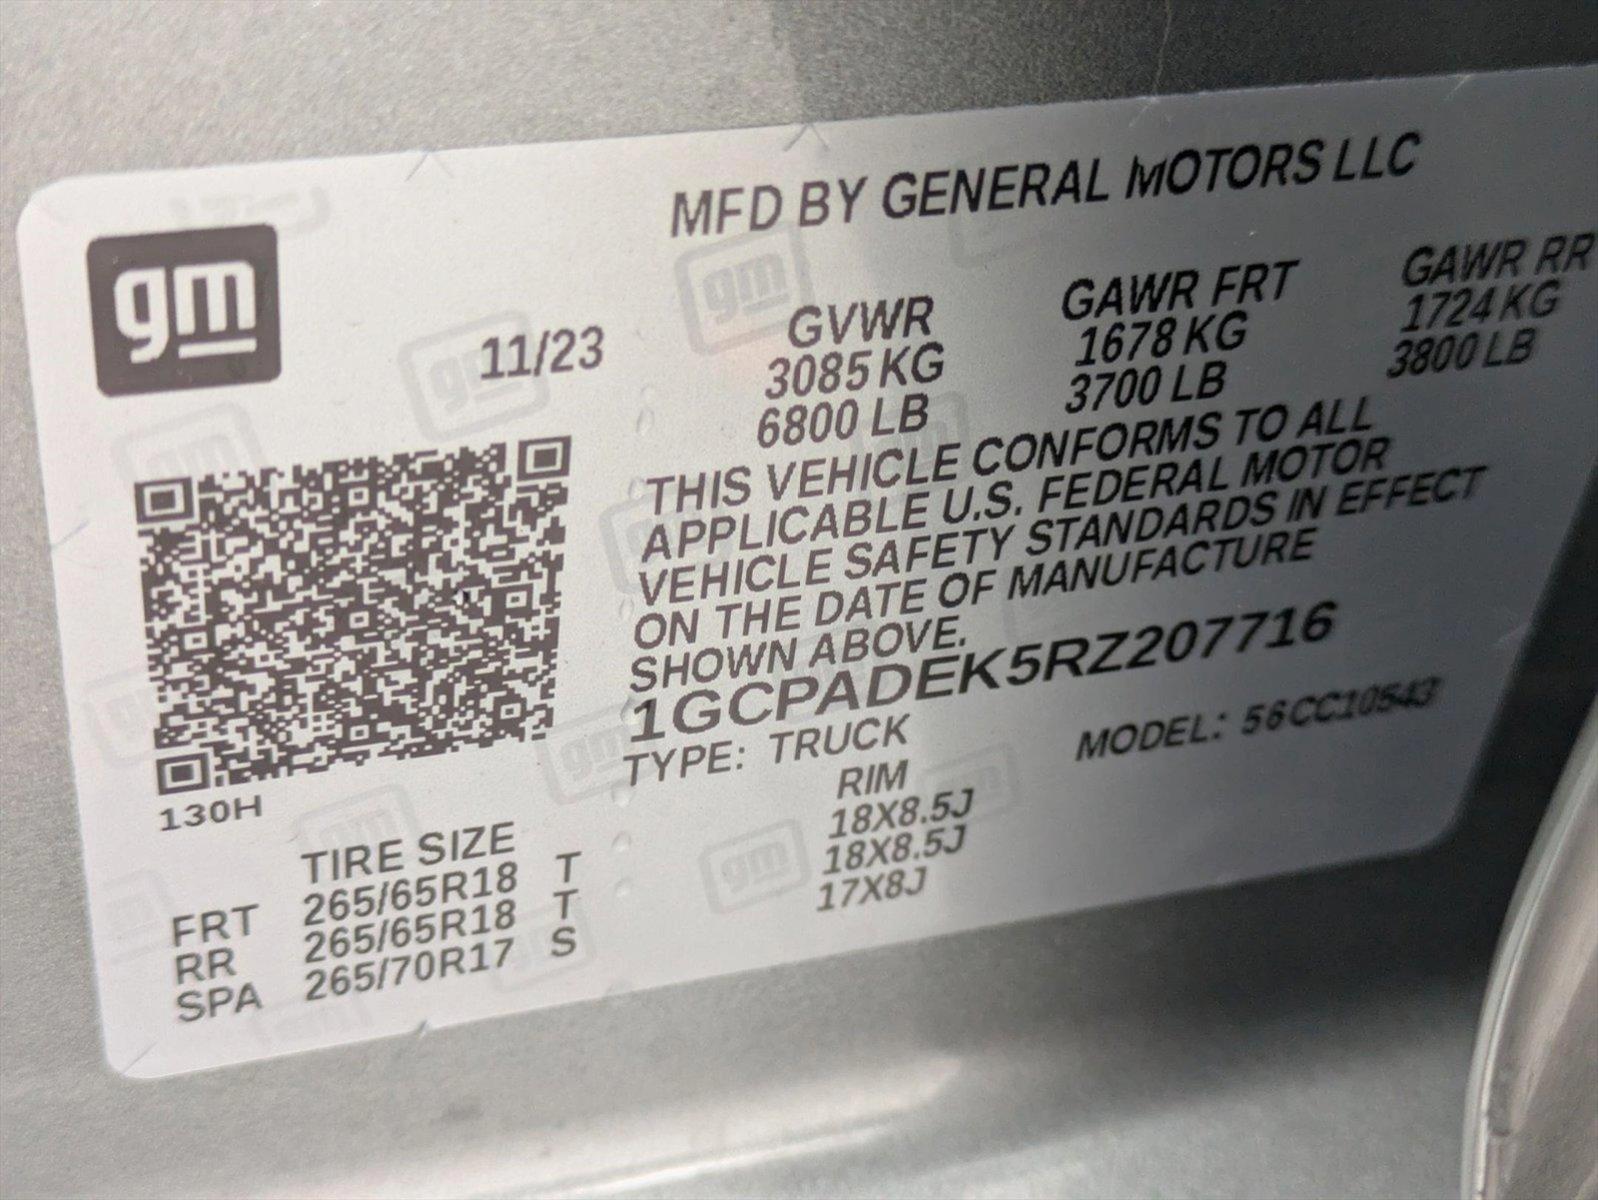 gm
MFD BY GENERAL MOTORS LLC
11/23
GVWR GAWR FRT GAWR RR
3085 KG 1678 KG 1724 KG
6800 LB 3700 LB 3800 LB
THIS VEHICLE CONFORMS TO ALL
APPLICABLE U.S. FEDERAL MOTOR
VEHICLE SAFETY STANDARDS IN EFFECT
ON THE DATE OF MANUFACTURE
SHOWN ABOVE.
1GCPADEK5RZ207716
TYPE: TRUCK MODEL: 56CC10543
130H
TIRE SIZE RIM
FRT 265/65R18 T 18X8.5J
RR 265/65R18 T 18X8.5J
SPA 265/70R17 S 17X8J